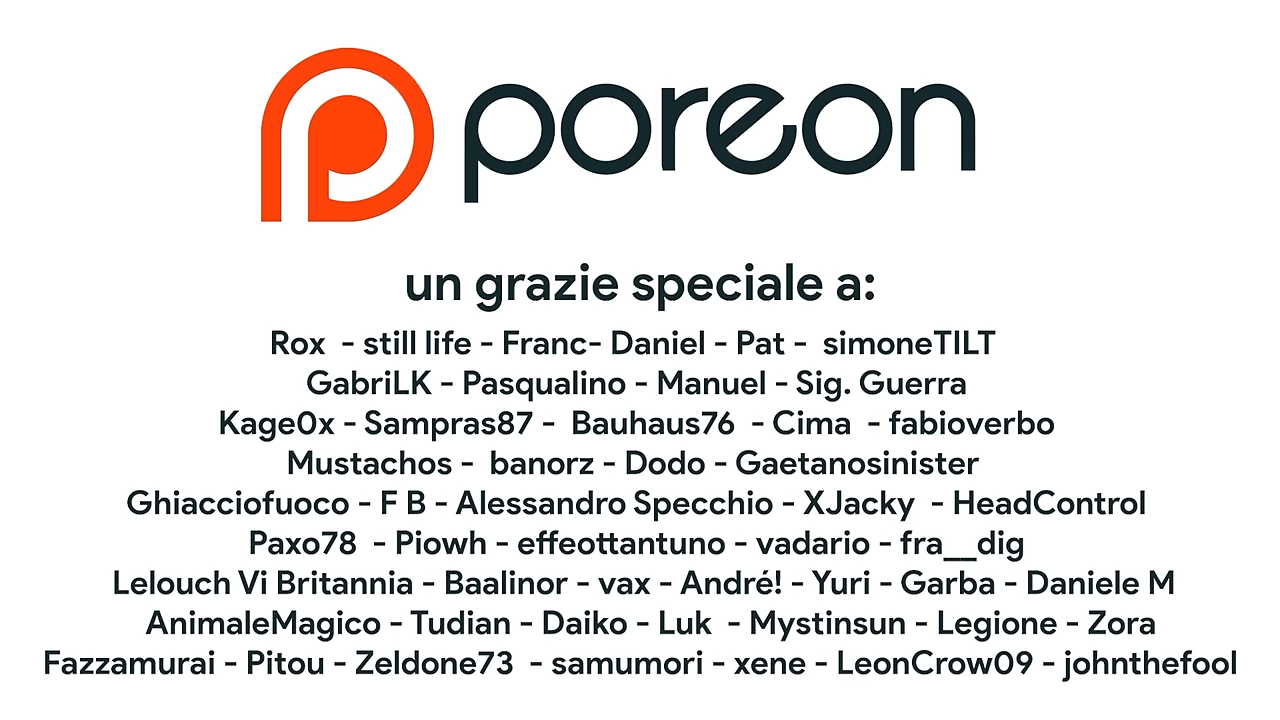 poreon
un grazie speciale a:
Rox - still life - Franc- Daniel - Pat - simoneTILT
GabriLK - Pasqualino - Manuel - Sig. Guerra
Kage0x - Sampras87 - Bauhaus76 - Cima - fabioverbo
Mustachos - banorz - Dodo - Gaetanosinister
Ghiacciofuoco - F B - Alessandro Specchio - XJacky - HeadControl
Paxo78 - Piowh - effeottantuno - vadario - fra__dig
Lelouch Vi Britannia - Baalinor - vax - André! - Yuri - Garba - Daniele M
AnimaleMagico - Tudian - Daiko - Luk - Mystinsun - Legione - Zora
Fazzamurai - Pitou - Zeldone73 - samumori - xene - LeonCrow09 - johnthefool